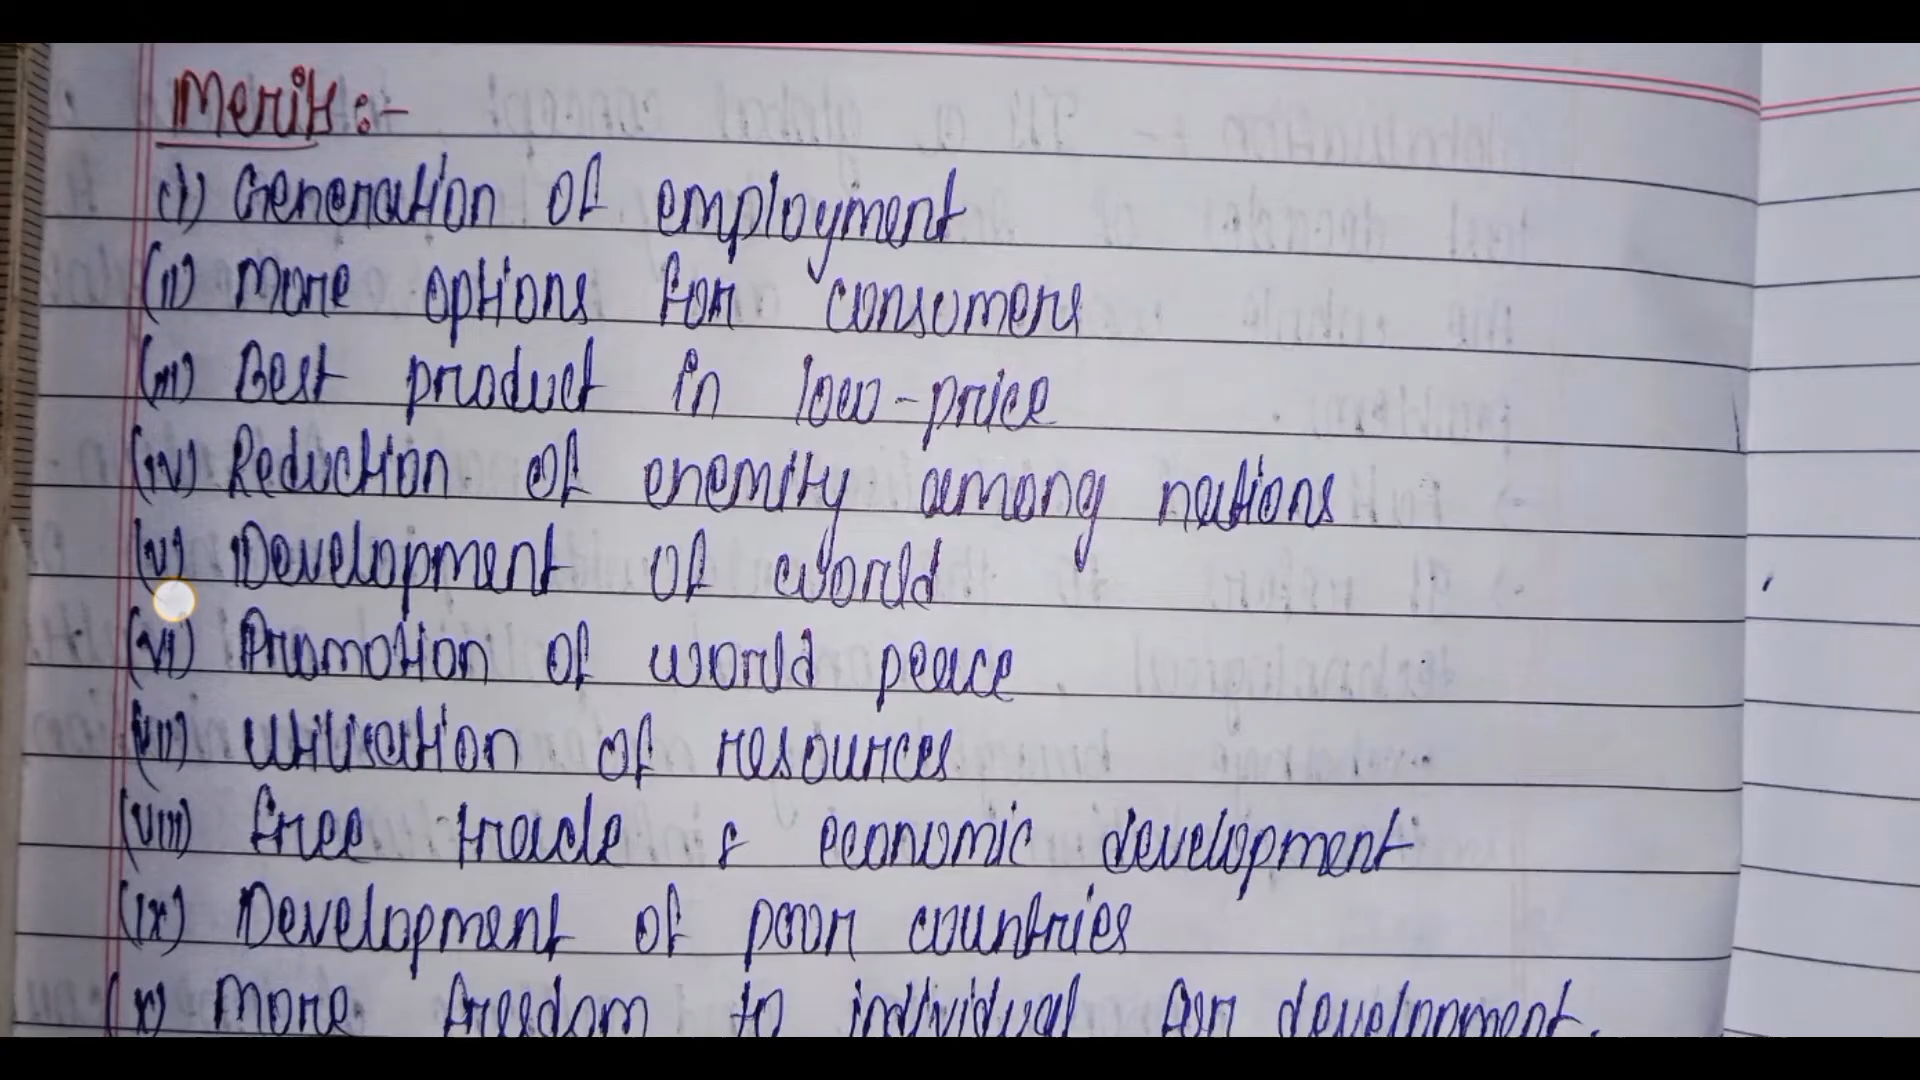 Merits :-
(i) Generation of employment
(ii) More options for consumers
(iii) Best product in low-price
(iv) Reduction of enemity among nations
(v) Development of world
(vi) Promotion of world peace
(vii) Utilisation of resources
(viii) free trade & economic development
(ix) Development of poor countries
(x) More freedom to individual for development.